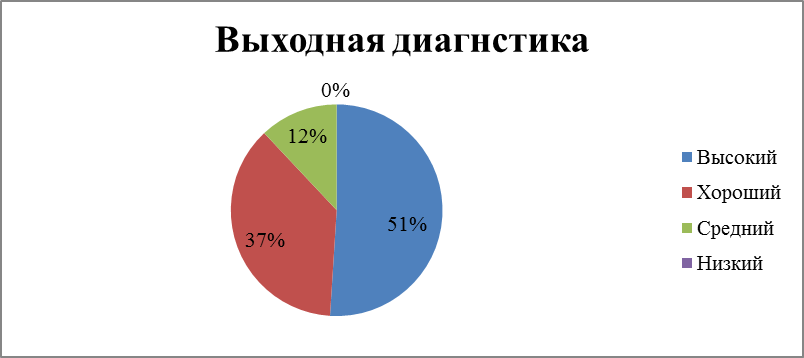 Выходная диагнстика
0%
12%
51%
37%
Высокий
Хороший
Средний
Низкий